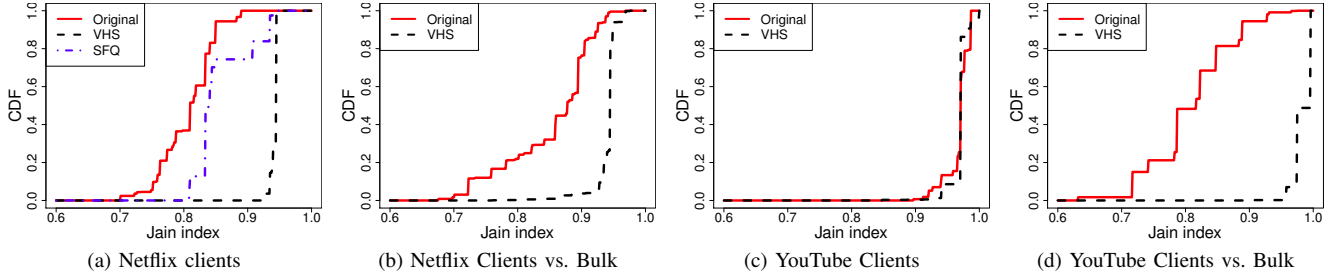 Original
VHS
SFQ
CDF
0.0 0.2 0.4 0.6 0.8 1.0
0.6 0.7 0.8 0.9 1.0
Jain index
(a) Netflix clients
Original
VHS
CDF
0.0 0.2 0.4 0.6 0.8 1.0
0.6 0.7 0.8 0.9 1.0
Jain index
(b) Netflix Clients vs. Bulk
Original
VHS
CDF
0.0 0.2 0.4 0.6 0.8 1.0
0.6 0.7 0.8 0.9 1.0
Jain index
(c) YouTube Clients
Original
VHS
CDF
0.0 0.2 0.4 0.6 0.8 1.0
0.6 0.7 0.8 0.9 1.0
Jain index
(d) YouTube Clients vs. Bulk